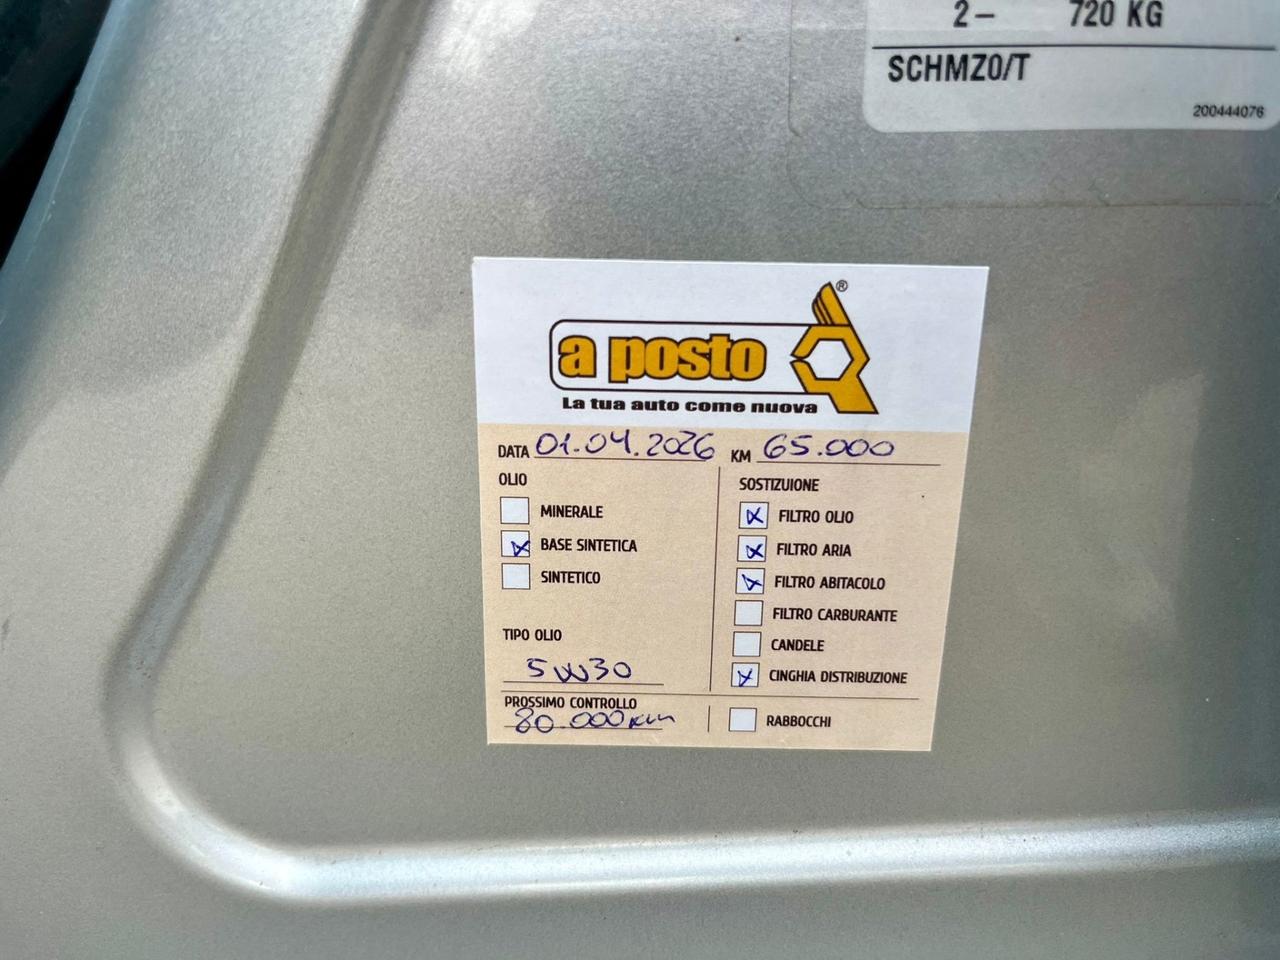 2- 720 KG
SCHMZ0/T
200444076
®
a posto
La tua auto come nuova
DATA 01.04.2026 KM 65.000
OLIO
MINERALE
BASE SINTETICA
SINTETICO
TIPO OLIO
5W30
PROSSIMO CONTROLLO
80.000 km
SOSTIZUIONE
FILTRO OLIO
FILTRO ARIA
FILTRO ABITACOLO
FILTRO CARBURANTE
CANDELE
CINGHIA DISTRIBUZIONE
RABBOCCHI